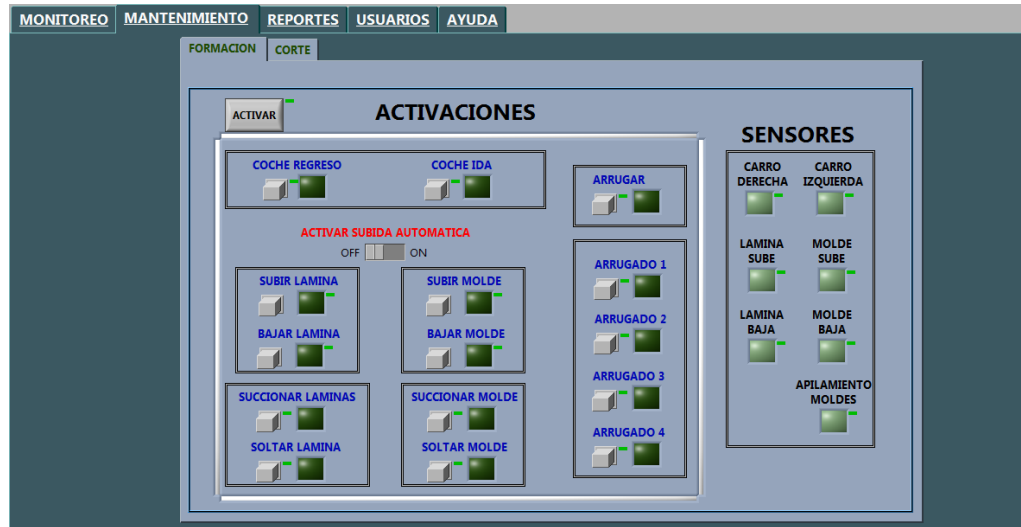 MONITOREO MANTENIMIENTO REPORTES USUARIOS AYUDA
FORMACION CORTE
ACTIVAR
ACTIVACIONES
COCHE REGRESO COCHE IDA
ACTIVAR SUBIDA AUTOMATICA
OFF ON
SUBIR LAMINA SUBIR MOLDE
BAJAR LAMINA BAJAR MOLDE
SUCCIONAR LAMINAS SUCCIONAR MOLDE
SOLTAR LAMINA SOLTAR MOLDE
ARRUGAR
ARRUGADO 1
ARRUGADO 2
ARRUGADO 3
ARRUGADO 4
SENSORES
CARRO CARRO
DERECHA IZQUIERDA
LAMINA MOLDE
SUBE SUBE
LAMINA MOLDE
BAJA BAJA
APILAMIENTO
MOLDES